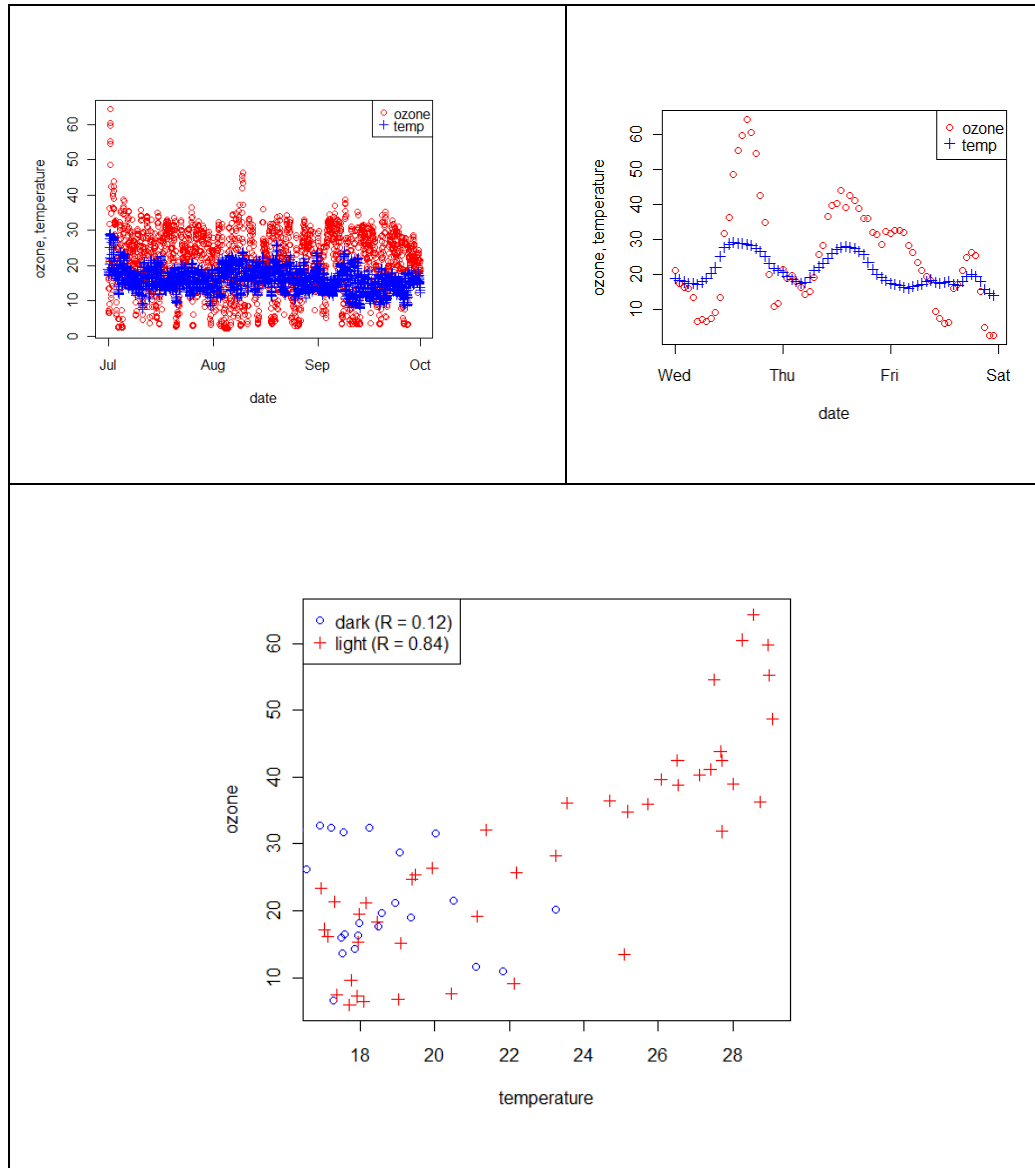 ozone
temp
ozone, temperature
60
50
40
30
20
10
0
Jul
Aug
Sep
Oct
date
ozone
temp
ozone, temperature
60
50
40
30
20
10
Wed
Thu
Fri
Sat
date
dark (R = 0.12)
light (R = 0.84)
ozone
60
50
40
30
20
10
18
20
22
24
26
28
temperature